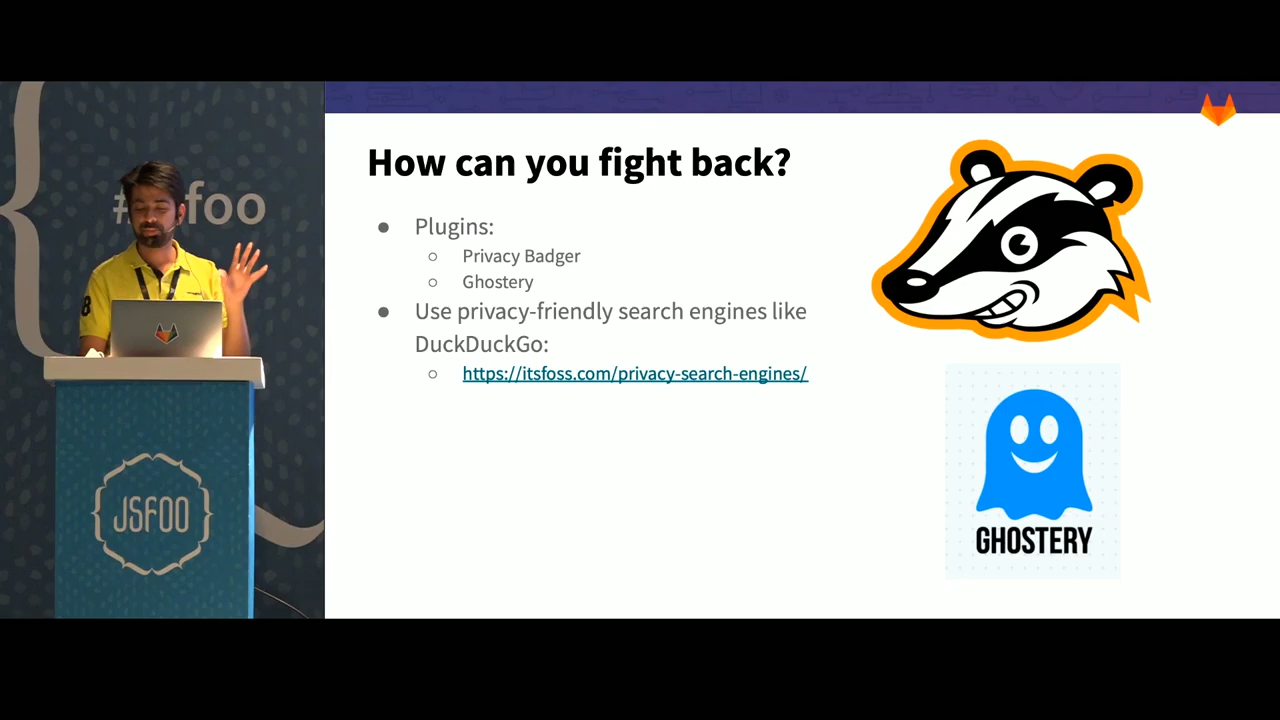 #jsfoo
8
JSFOO
How can you fight back?
● Plugins:
○ Privacy Badger
○ Ghostery
● Use privacy-friendly search engines like
DuckDuckGo:
○ https://itsfoss.com/privacy-search-engines/
GHOSTERY